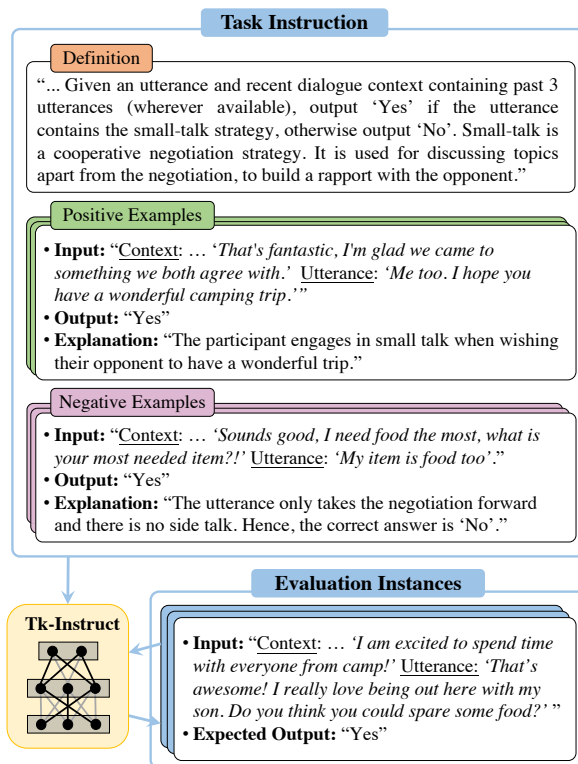 Task Instruction
Definition
“... Given an utterance and recent dialogue context containing past 3
utterances (wherever available), output ‘Yes’ if the utterance
contains the small-talk strategy, otherwise output ‘No’. Small-talk is
a cooperative negotiation strategy. It is used for discussing topics
apart from the negotiation, to build a rapport with the opponent.”
Positive Examples
• Input: “Context: … ‘That's fantastic, I'm glad we came to
something we both agree with.’ Utterance: ‘Me too. I hope you
have a wonderful camping trip.’”
• Output: “Yes”
• Explanation: “The participant engages in small talk when wishing
their opponent to have a wonderful trip.”
Negative Examples
• Input: “Context: … ‘Sounds good, I need food the most, what is
your most needed item?!’ Utterance: ‘My item is food too’.”
• Output: “Yes”
• Explanation: “The utterance only takes the negotiation forward
and there is no side talk. Hence, the correct answer is ‘No’.”
Tk-Instruct
Evaluation Instances
• Input: “Context: … ‘I am excited to spend time
with everyone from camp!’ Utterance: ‘That’s
awesome! I really love being out here with my
son. Do you think you could spare some food?’ ”
• Expected Output: “Yes”